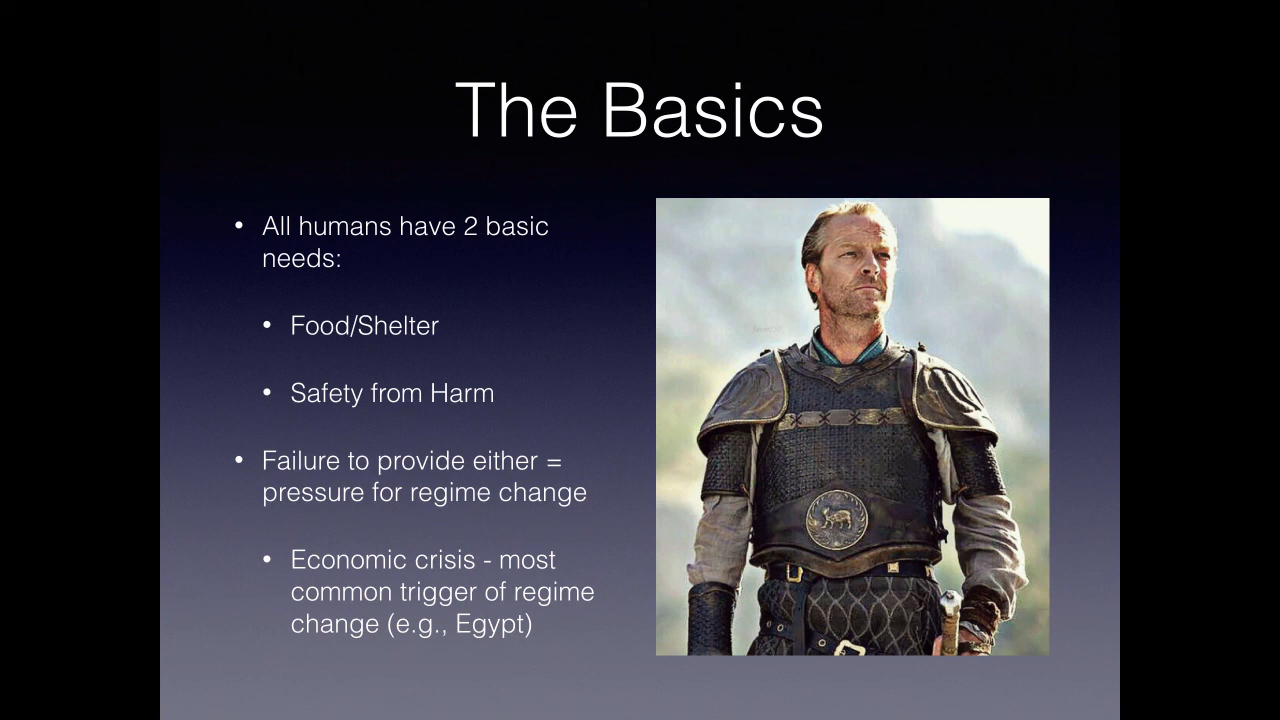 The Basics
• All humans have 2 basic
needs:
• Food/Shelter
• Safety from Harm
• Failure to provide either =
pressure for regime change
• Economic crisis - most
common trigger of regime
change (e.g., Egypt)